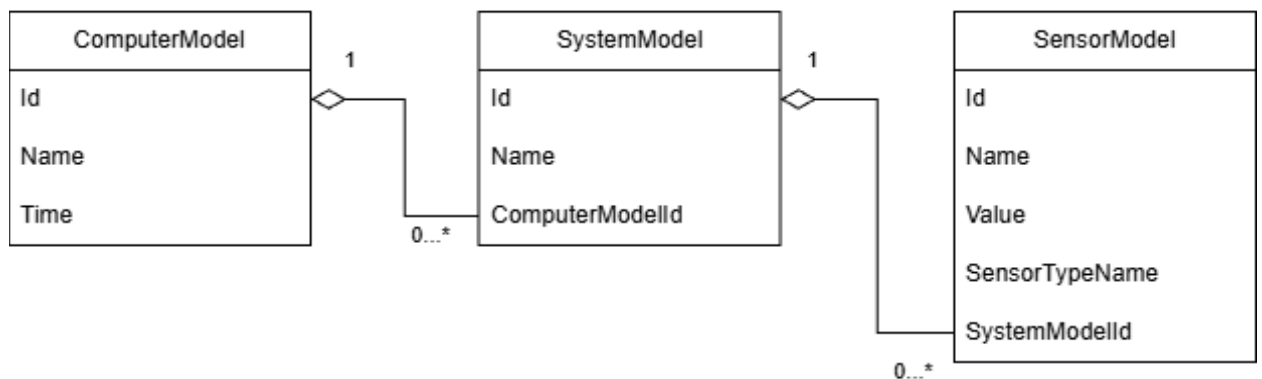 ComputerModel
Id
Name
Time
1
0...*
SystemModel
Id
Name
ComputerModelId
1
0...*
SensorModel
Id
Name
Value
SensorTypeName
SystemModelId